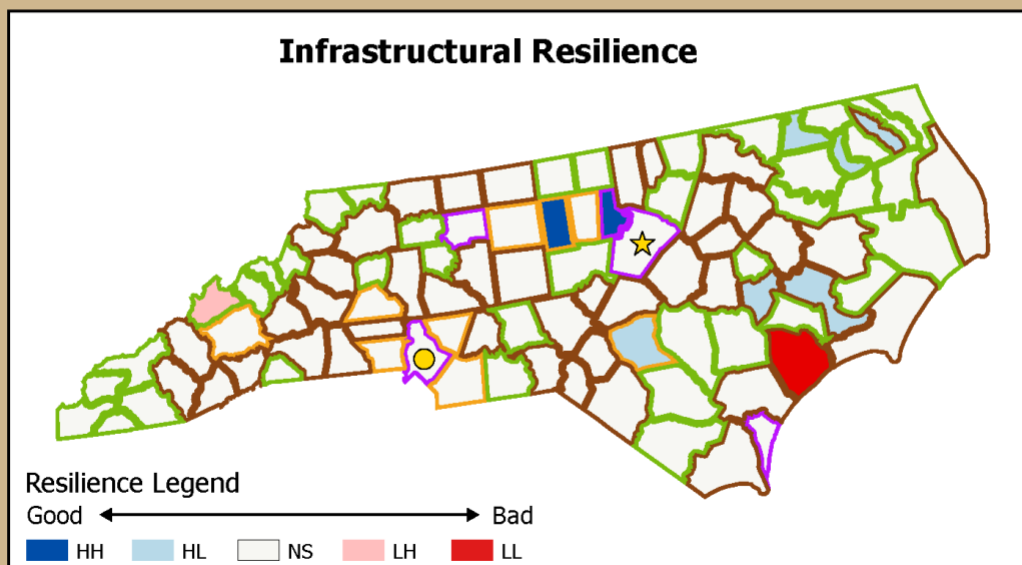 Infrastructural Resilience
Resilience Legend
Good Bad
HH HL NS LH LL